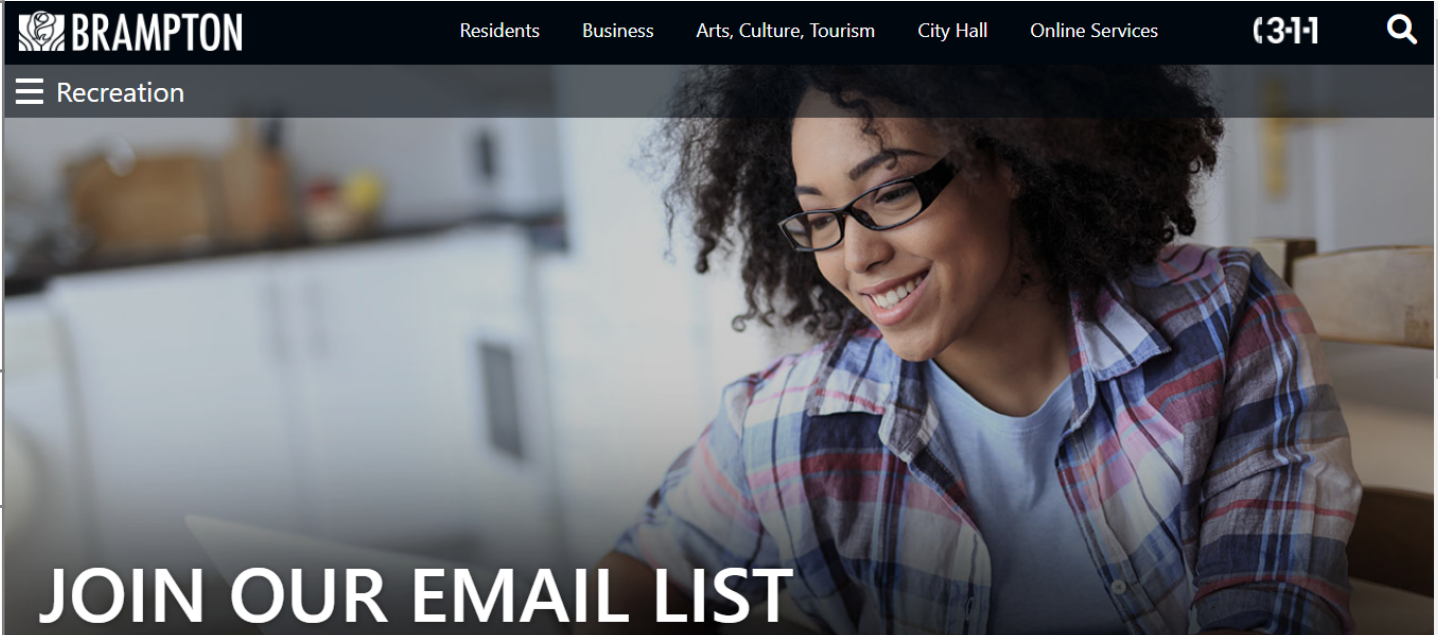 BRAMPTON Residents Business Arts, Culture, Tourism City Hall Online Services 3-1-1
Recreation
JOIN OUR EMAIL LIST